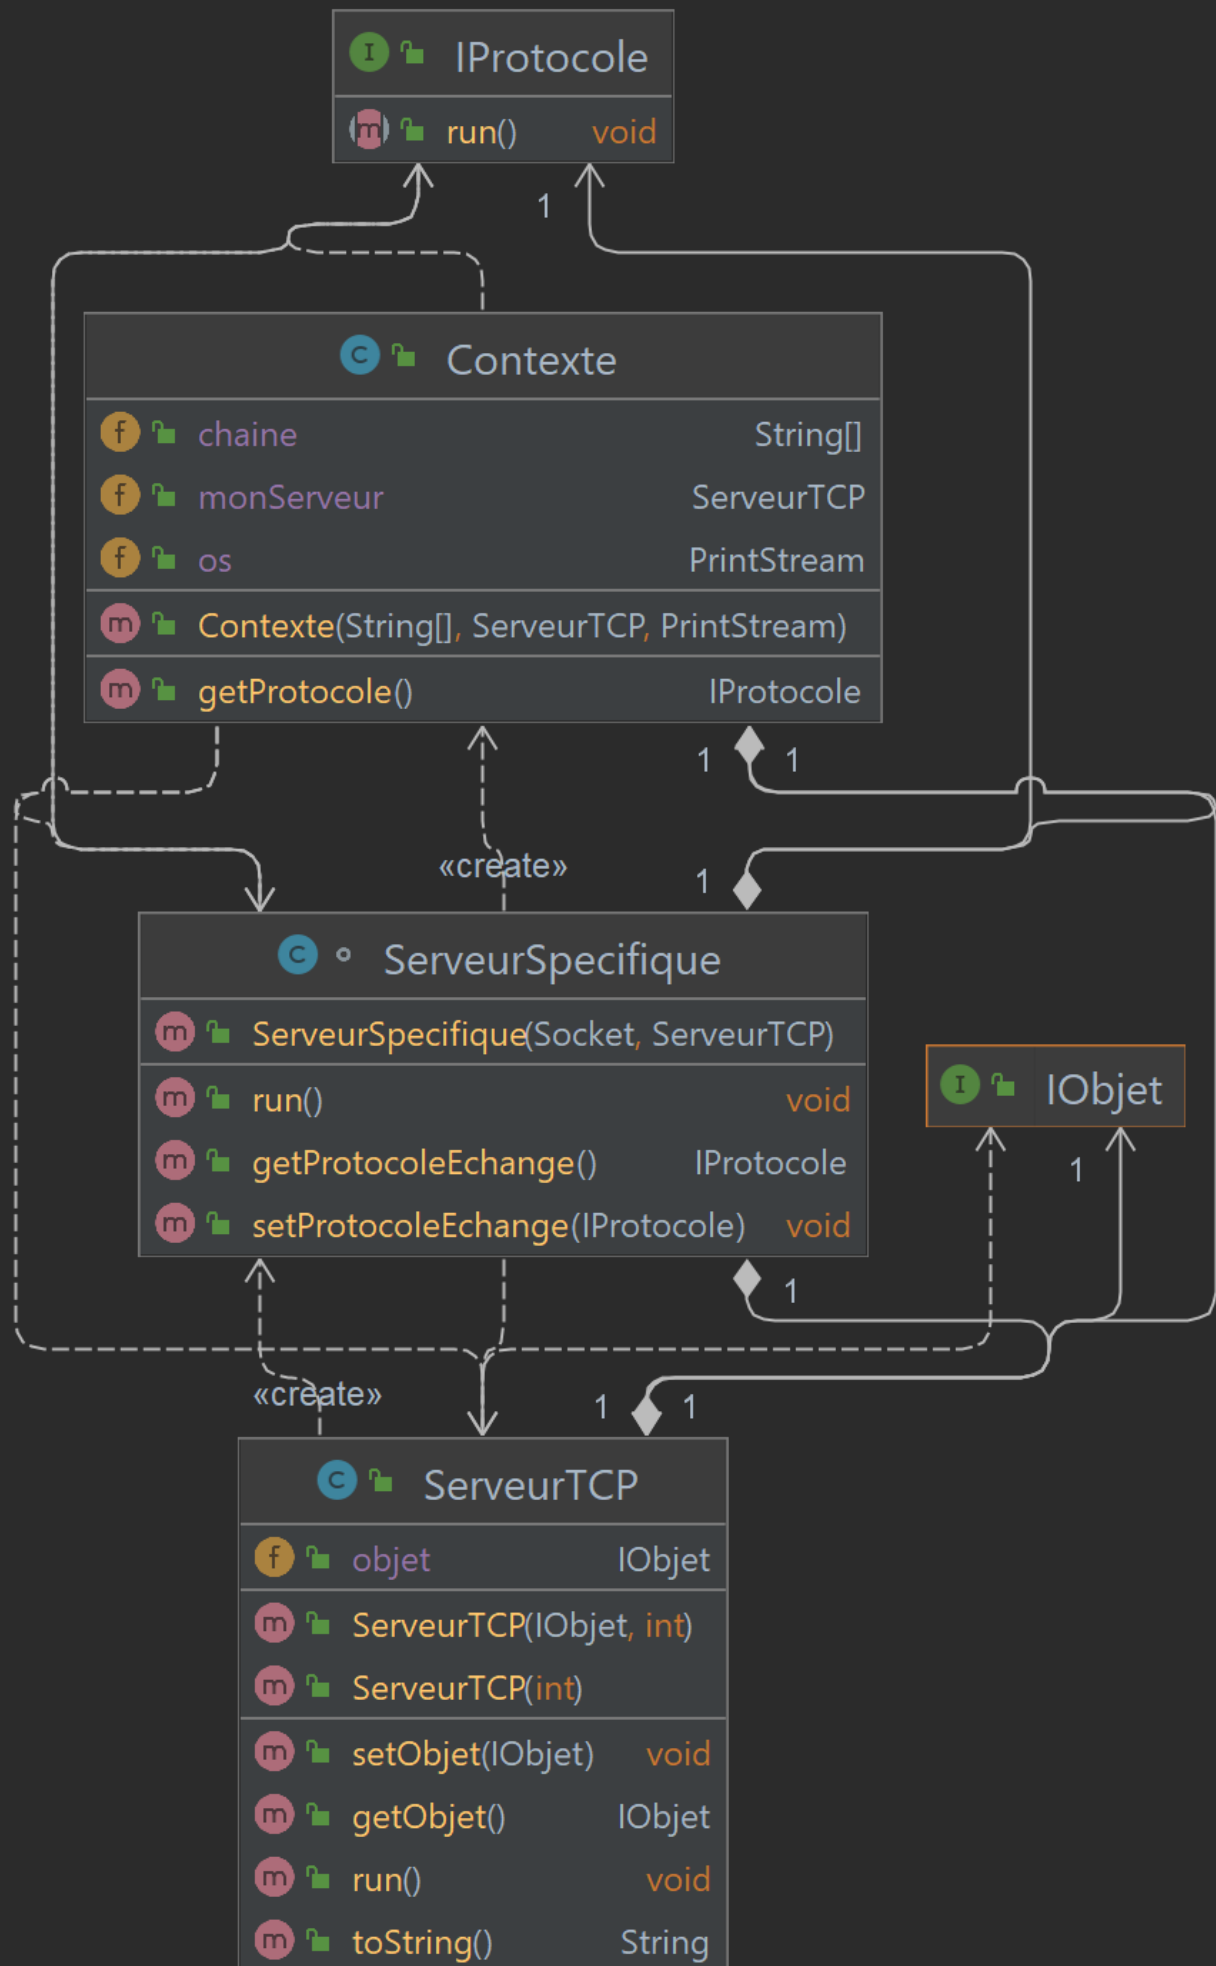 IProtocole
run() void
1
Contexte
chaine String[]
monServeur ServeurTCP
os PrintStream
Contexte(String[], ServeurTCP, PrintStream)
getProtocole() IProtocole
1 1
«create»
1
ServeurSpecifique
ServeurSpecifique(Socket, ServeurTCP)
run() void
getProtocoleEchange() IProtocole
setProtocoleEchange(IProtocole) void
IObjet
1
1
«create»
1 1
ServeurTCP
objet IObjet
ServeurTCP(IObjet, int)
ServeurTCP(int)
setObjet(IObjet) void
getObjet() IObjet
run() void
toString() String